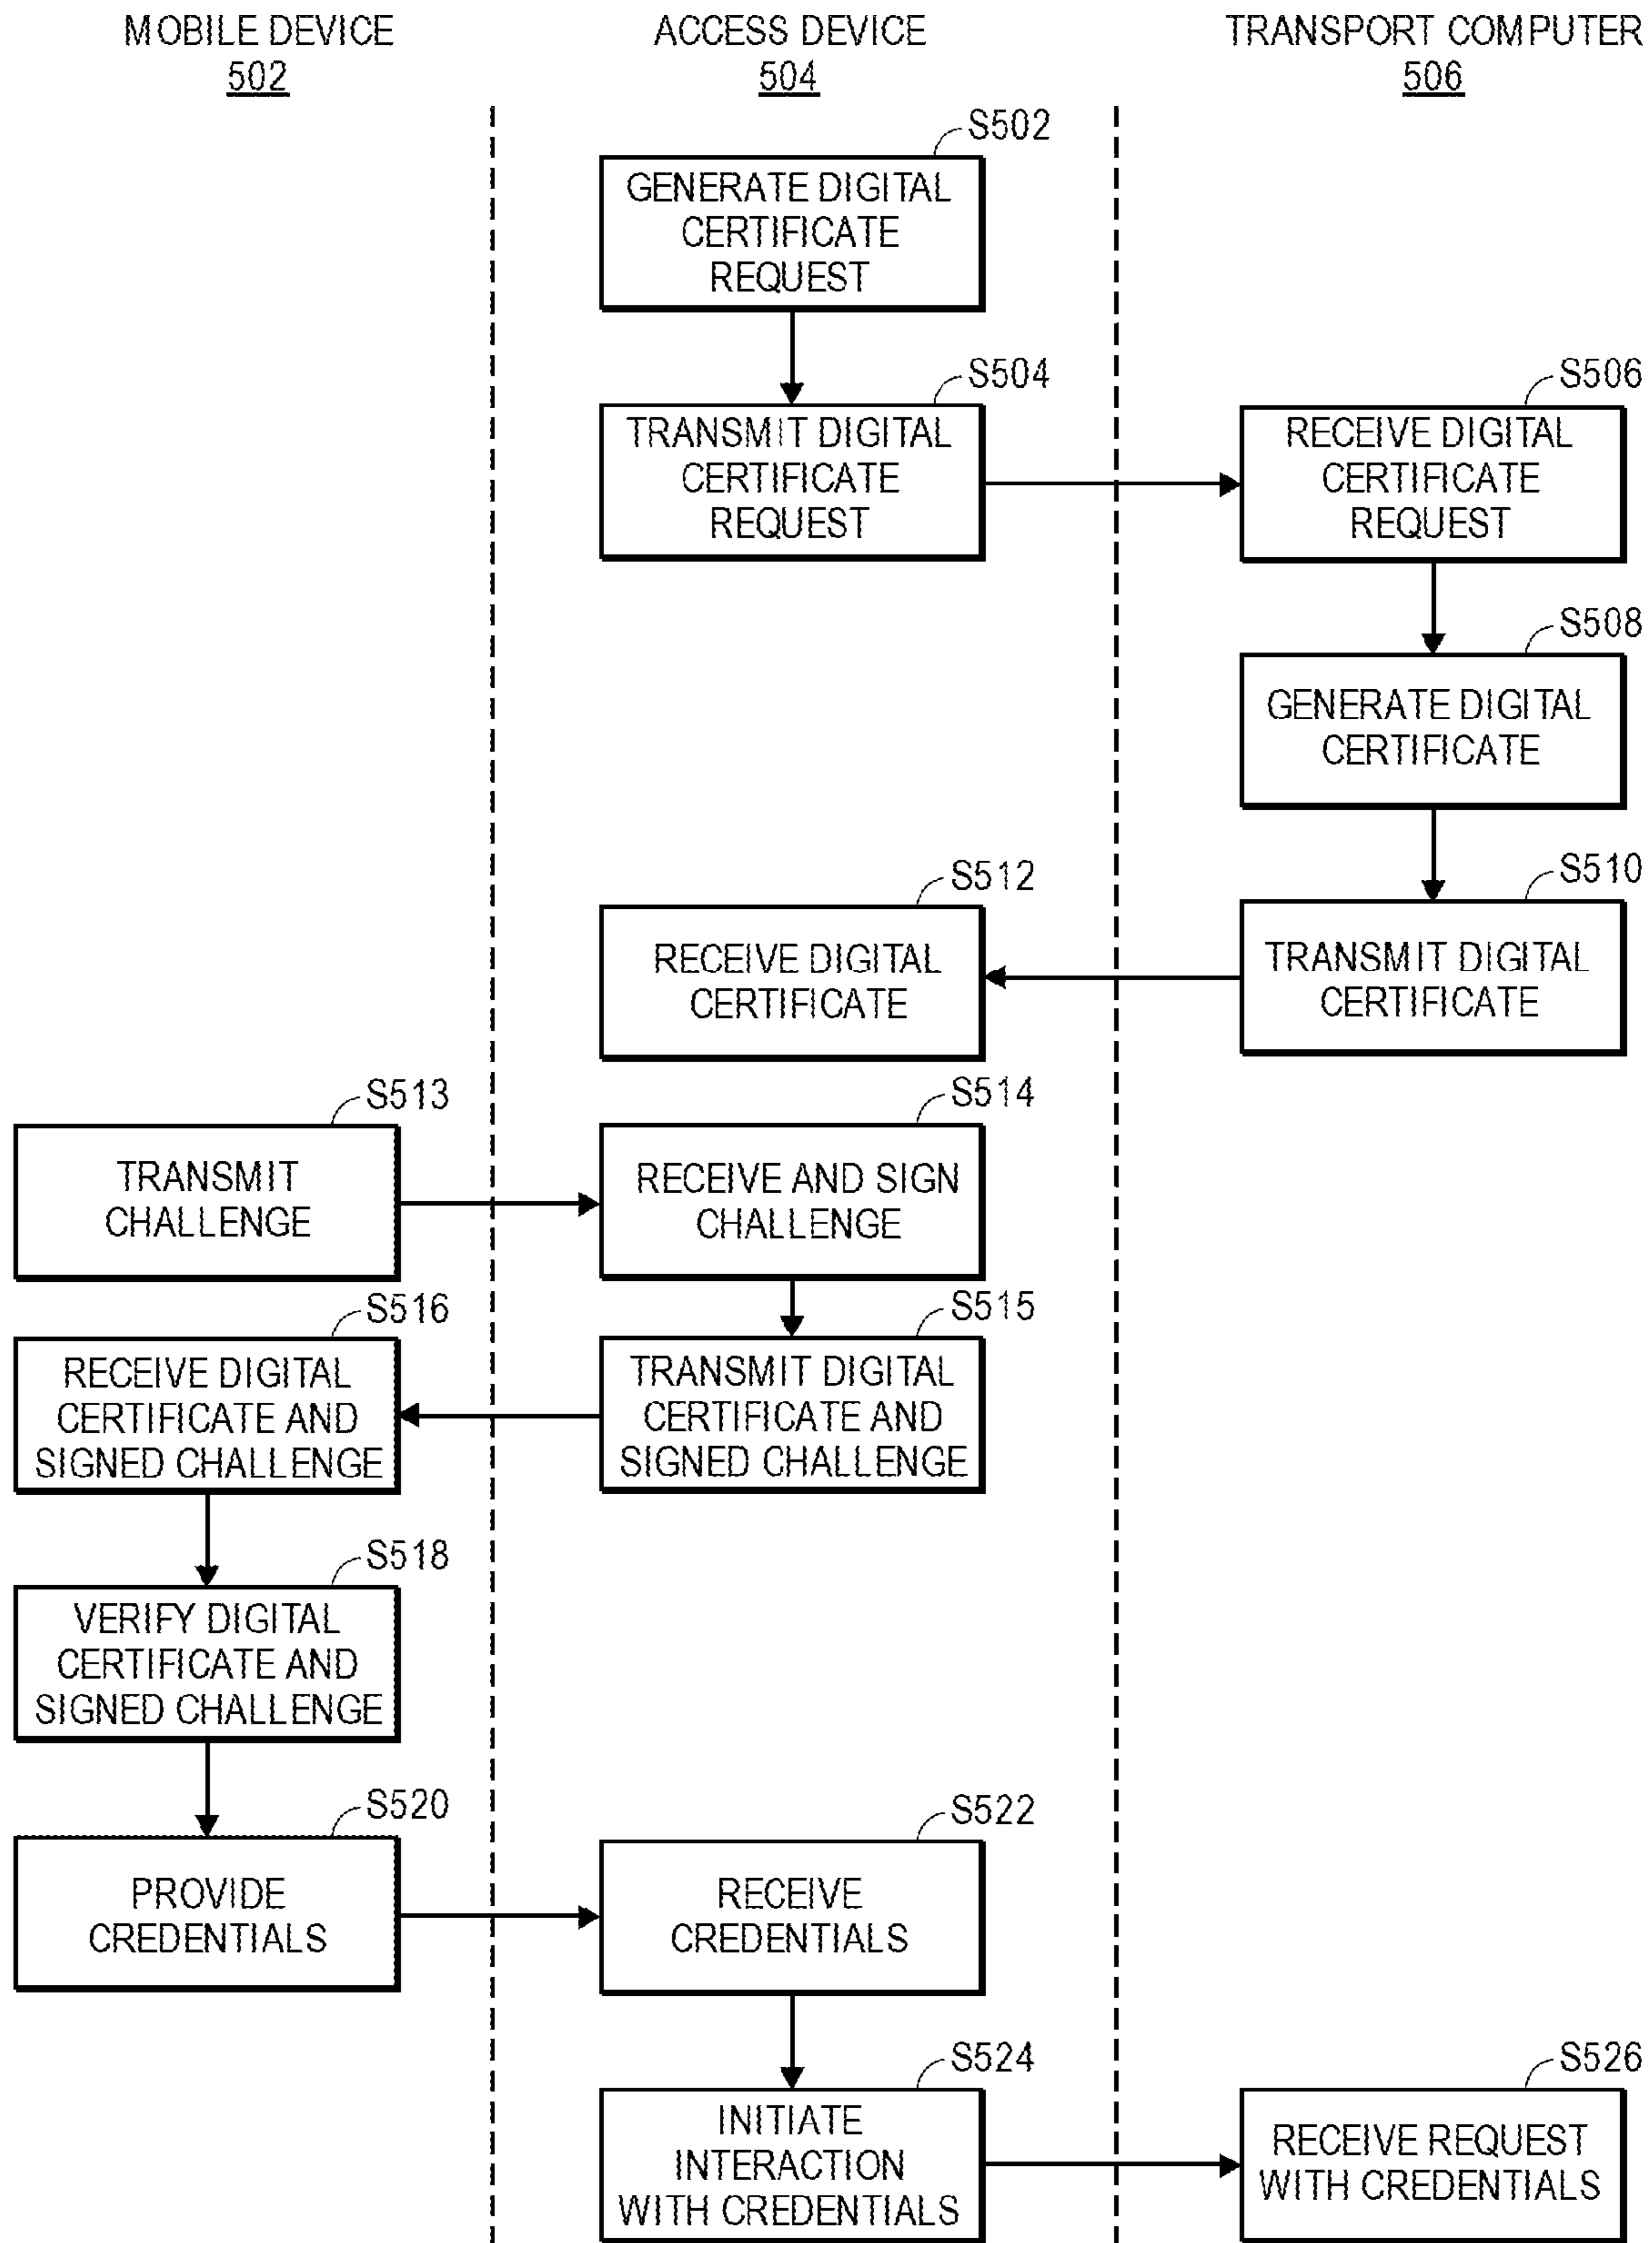 MOBILE DEVICE
502
ACCESS DEVICE
504
TRANSPORT COMPUTER
506
S502
GENERATE DIGITAL
CERTIFICATE
REQUEST
S504
TRANSMIT DIGITAL
CERTIFICATE
REQUEST
S506
RECEIVE DIGITAL
CERTIFICATE
REQUEST
S508
GENERATE DIGITAL
CERTIFICATE
S510
TRANSMIT DIGITAL
CERTIFICATE
S512
RECEIVE DIGITAL
CERTIFICATE
S513
TRANSMIT
CHALLENGE
S514
RECEIVE AND SIGN
CHALLENGE
S515
TRANSMIT DIGITAL
CERTIFICATE AND
SIGNED CHALLENGE
S516
RECEIVE DIGITAL
CERTIFICATE AND
SIGNED CHALLENGE
S518
VERIFY DIGITAL
CERTIFICATE AND
SIGNED CHALLENGE
S520
PROVIDE
CREDENTIALS
S522
RECEIVE
CREDENTIALS
S524
INITIATE
INTERACTION
WITH CREDENTIALS
S526
RECEIVE REQUEST
WITH CREDENTIALS